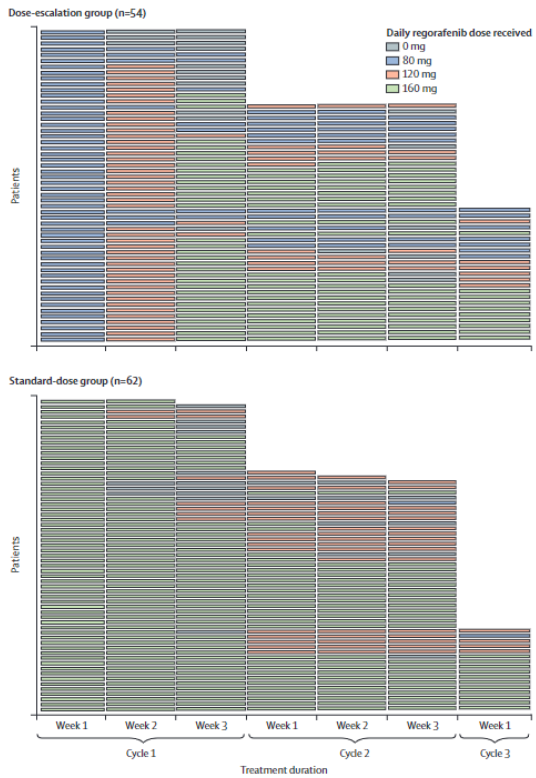 Dose-escalation group (n=54)
Daily regorafenib dose received
0 mg
80 mg
120 mg
160 mg
Patients
Standard-dose group (n=62)
Patients
Week 1 Week 2 Week 3 Week 1 Week 2 Week 3 Week 1
Cycle 1 Cycle 2 Cycle 3
Treatment duration